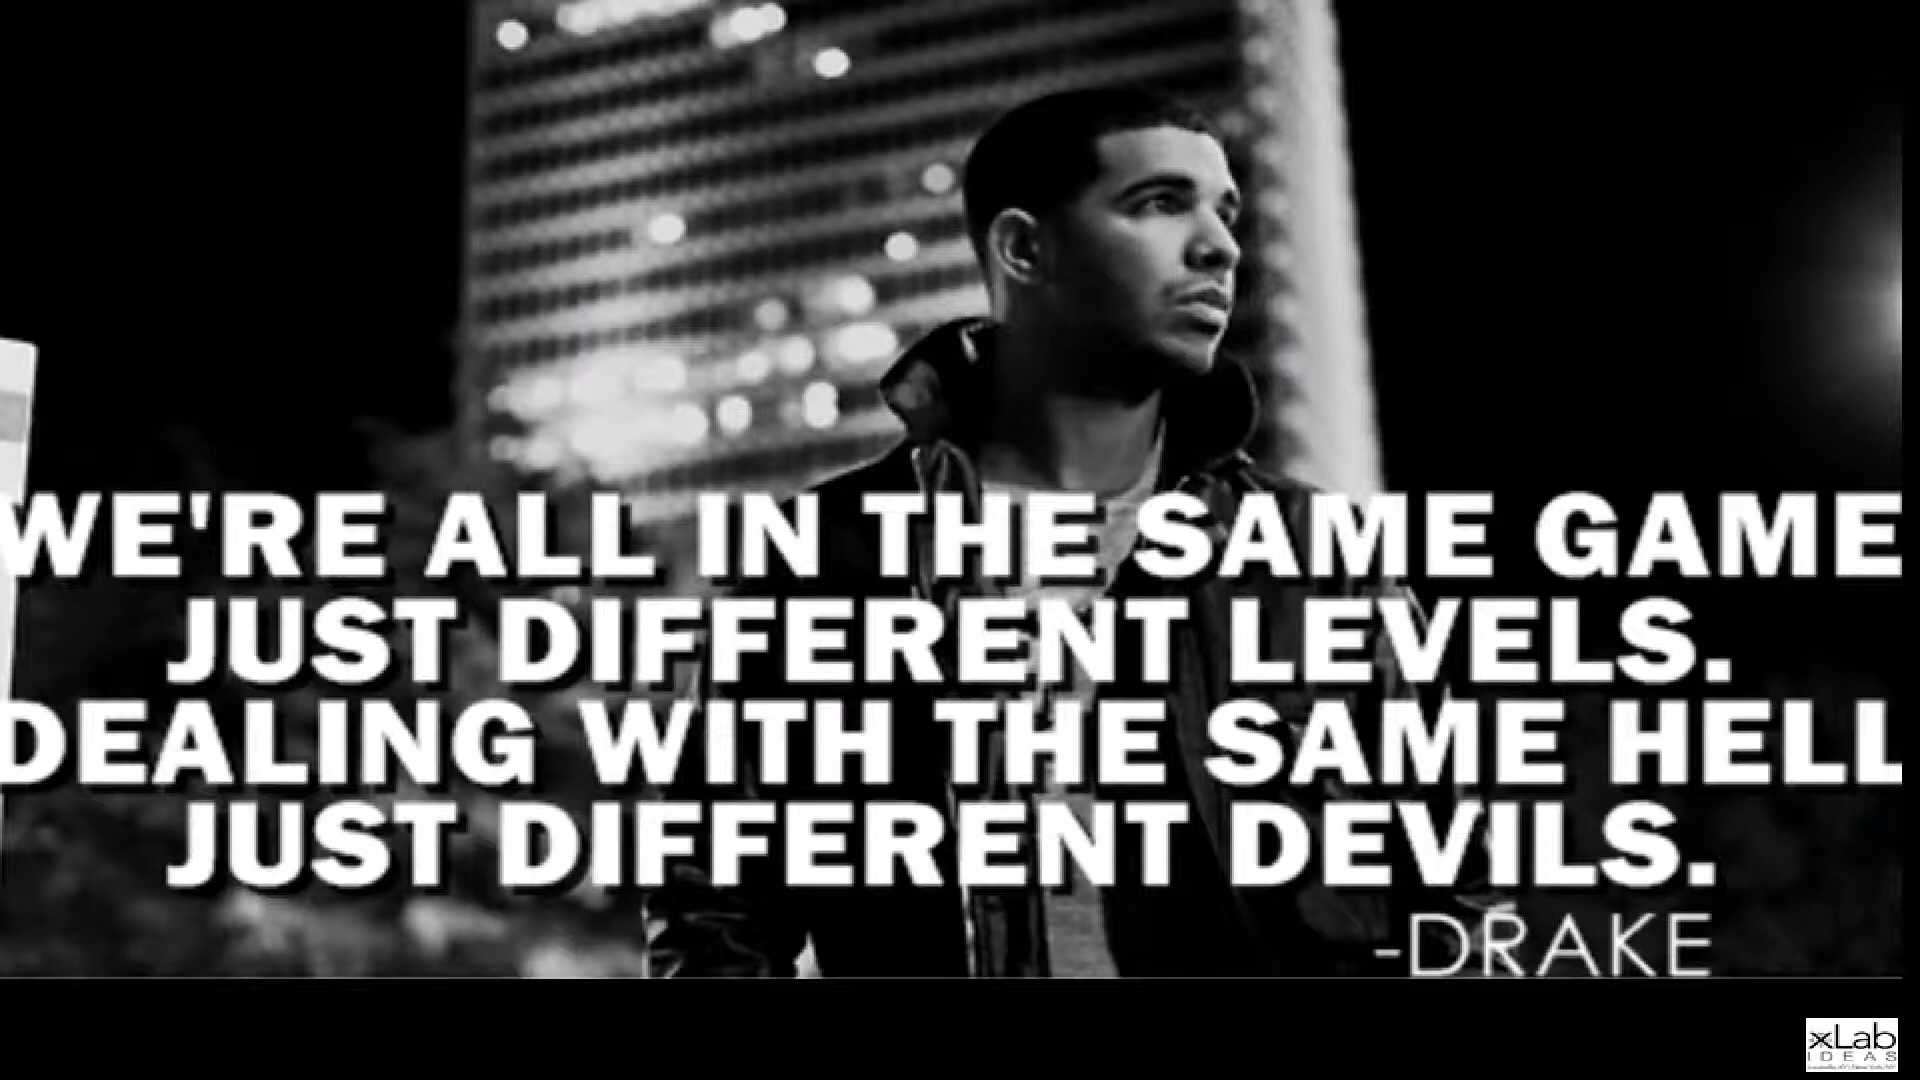 WE'RE ALL IN THE SAME GAME
JUST DIFFERENT LEVELS.
DEALING WITH THE SAME HELL
JUST DIFFERENT DEVILS.
-DRAKE
xLab
IDEAS